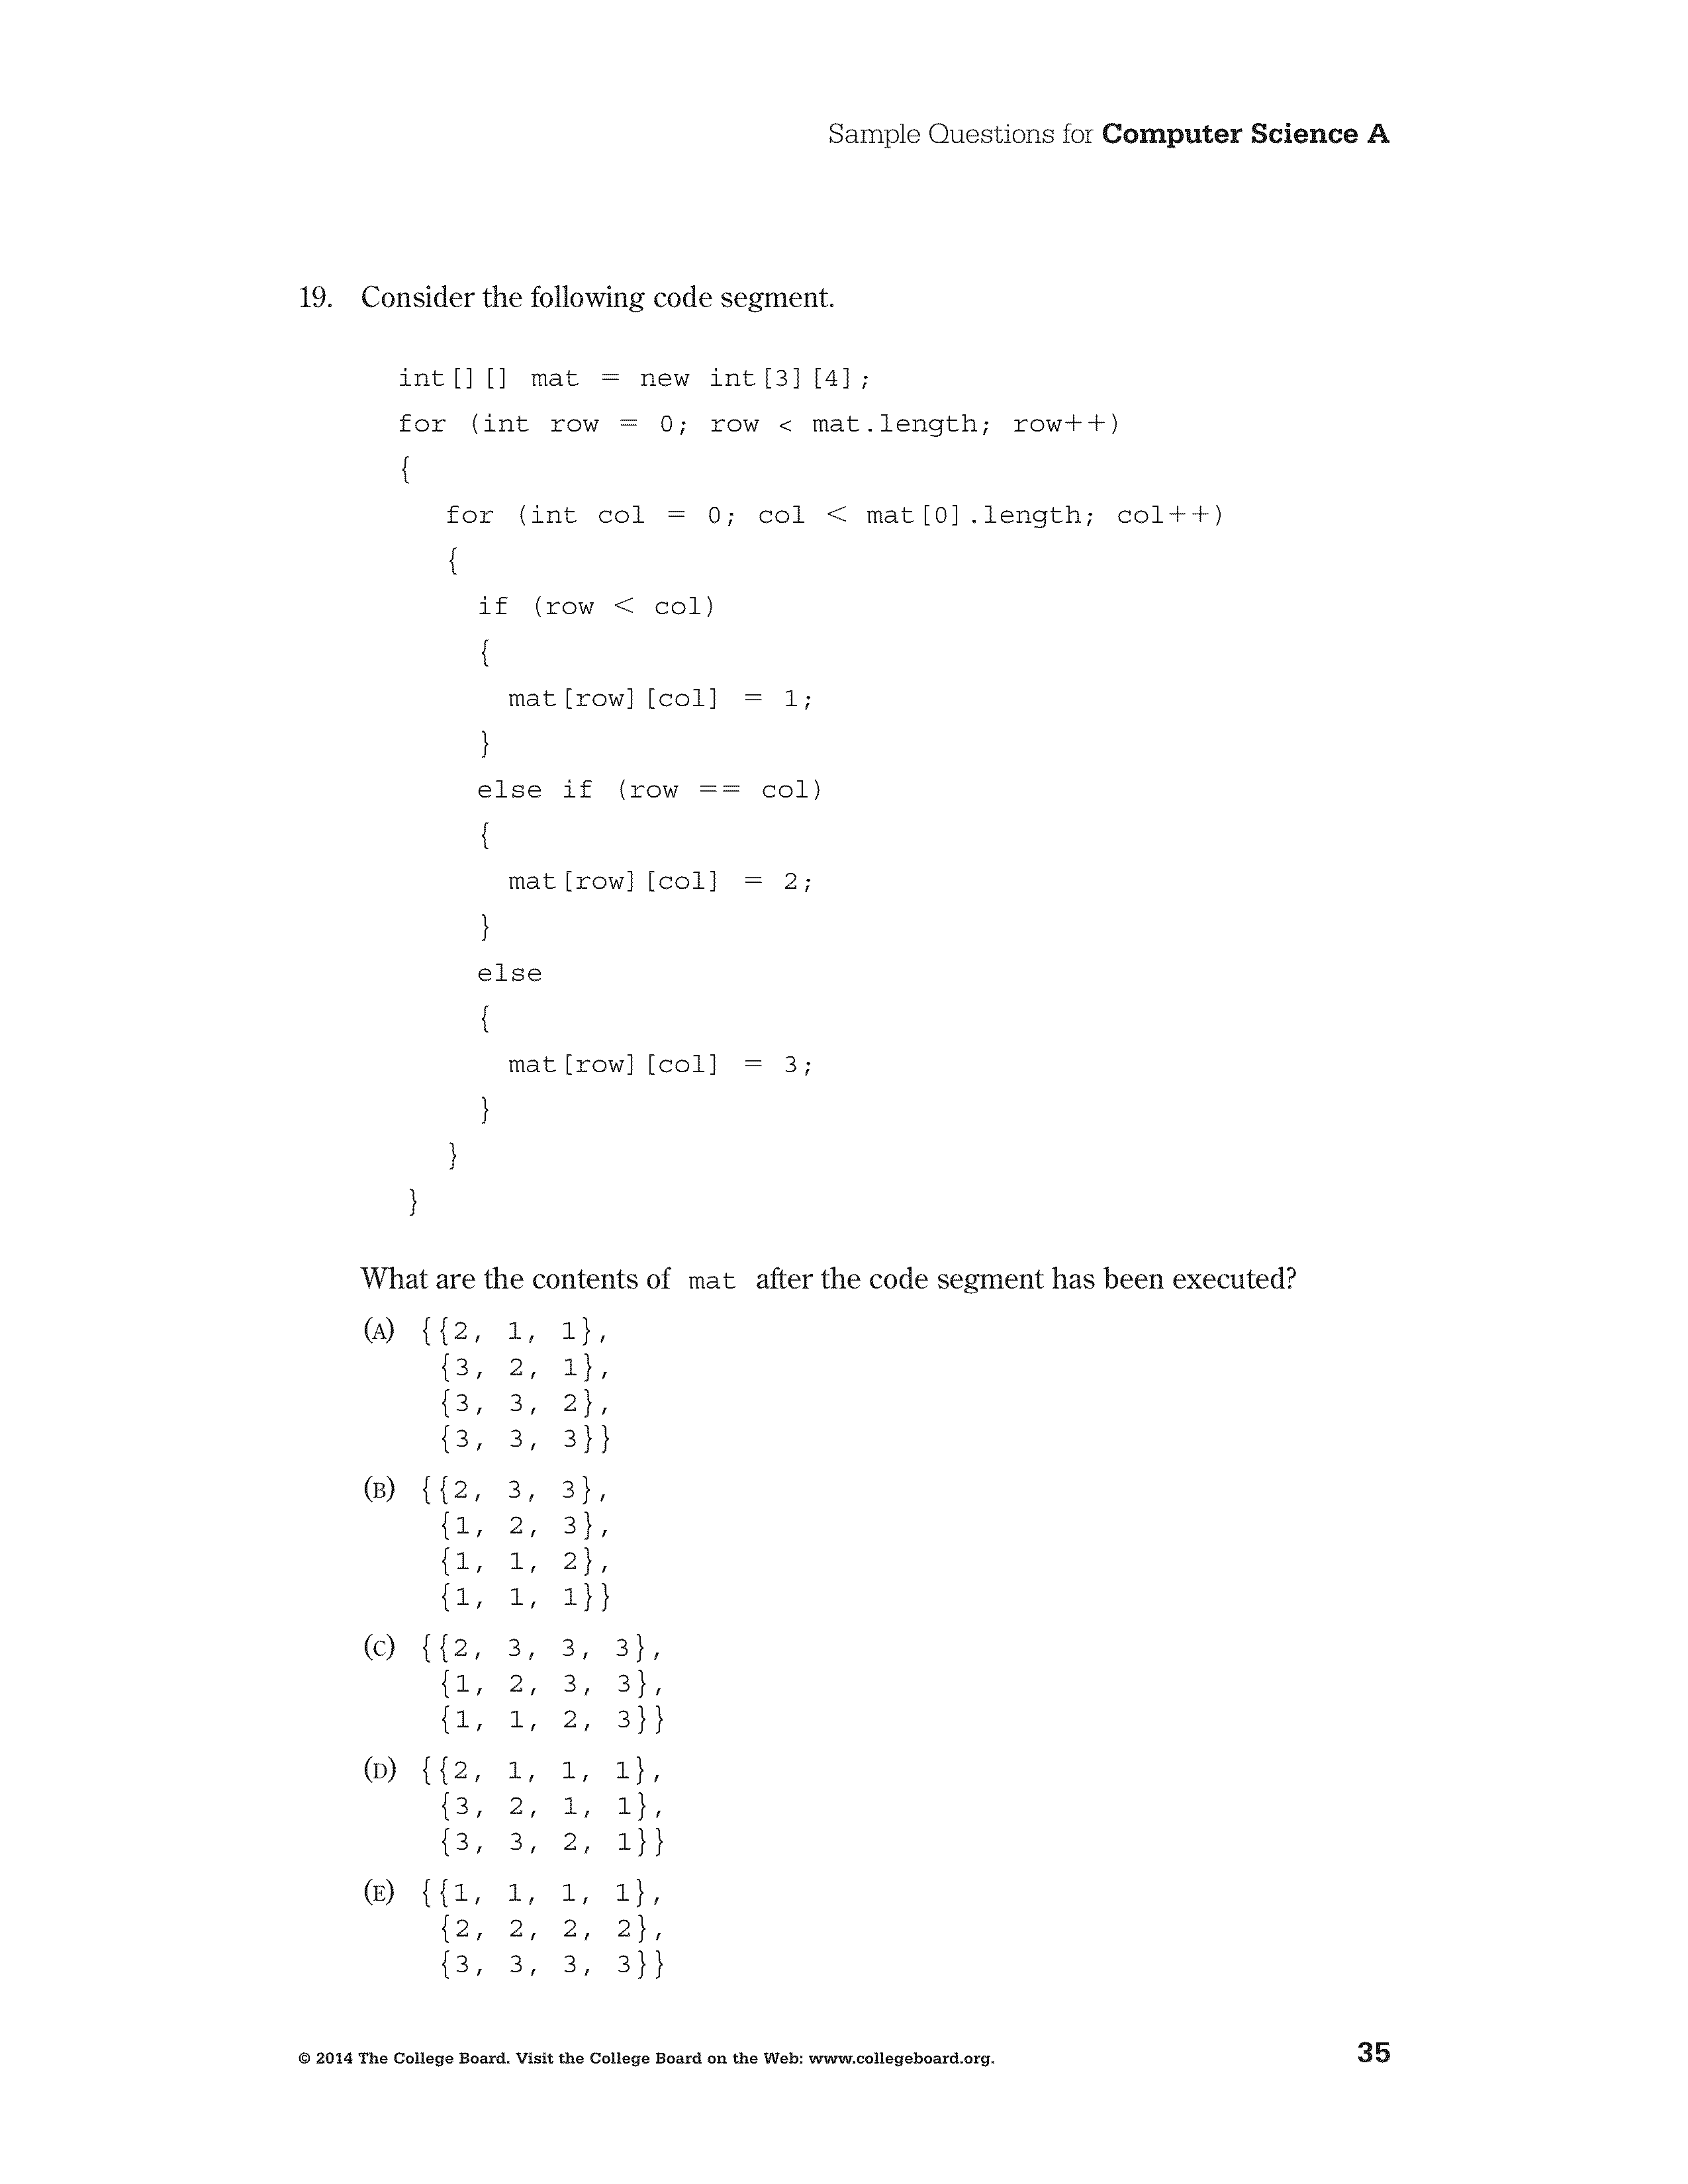 Sample Questions for Computer Science A
19. Consider the following code segment.
int[][] mat = new int[3][4];
for (int row = 0; row < mat.length; row++)
{
for (int col = 0; col < mat[0].length; col++)
{
if (row < col)
{
mat[row][col] = 1;
}
else if (row == col)
{
mat[row][col] = 2;
}
else
{
mat[row][col] = 3;
}
}
}
What are the contents of mat after the code segment has been executed?
(A) {{2, 1, 1},
{3, 2, 1},
{3, 3, 2},
{3, 3, 3}}
(B) {{2, 3, 3},
{1, 2, 3},
{1, 1, 2},
{1, 1, 1}}
(C) {{2, 3, 3, 3},
{1, 2, 3, 3},
{1, 1, 2, 3}}
(D) {{2, 1, 1, 1},
{3, 2, 1, 1},
{3, 3, 2, 1}}
(E) {{1, 1, 1, 1},
{2, 2, 2, 2},
{3, 3, 3, 3}}
© 2014 The College Board. Visit the College Board on the Web: www.collegeboard.org.
35